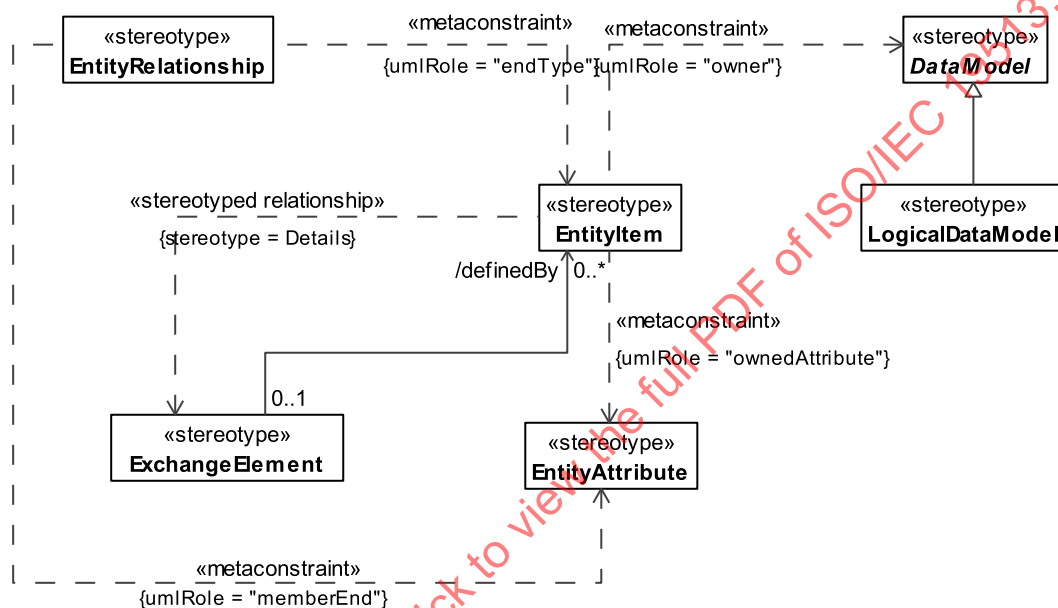 «metaconstraint»
«stereotype»
EntityRelationship
{umlRole = "endType"}
«metaconstraint»
{umlRole = "owner"}
«stereotype»
DataModel
«stereotyped relationship»
{stereotype = Details}
«stereotype»
EntityItem
«stereotype»
LogicalDataModel
/definedBy
0..*
«metaconstraint»
{umlRole = "ownedAttribute"}
0..1
«stereotype»
ExchangeElement
«stereotype»
EntityAttribute
«metaconstraint»
{umlRole = "memberEnd"}
ick to view the full PDF of ISO/IEC 19513: